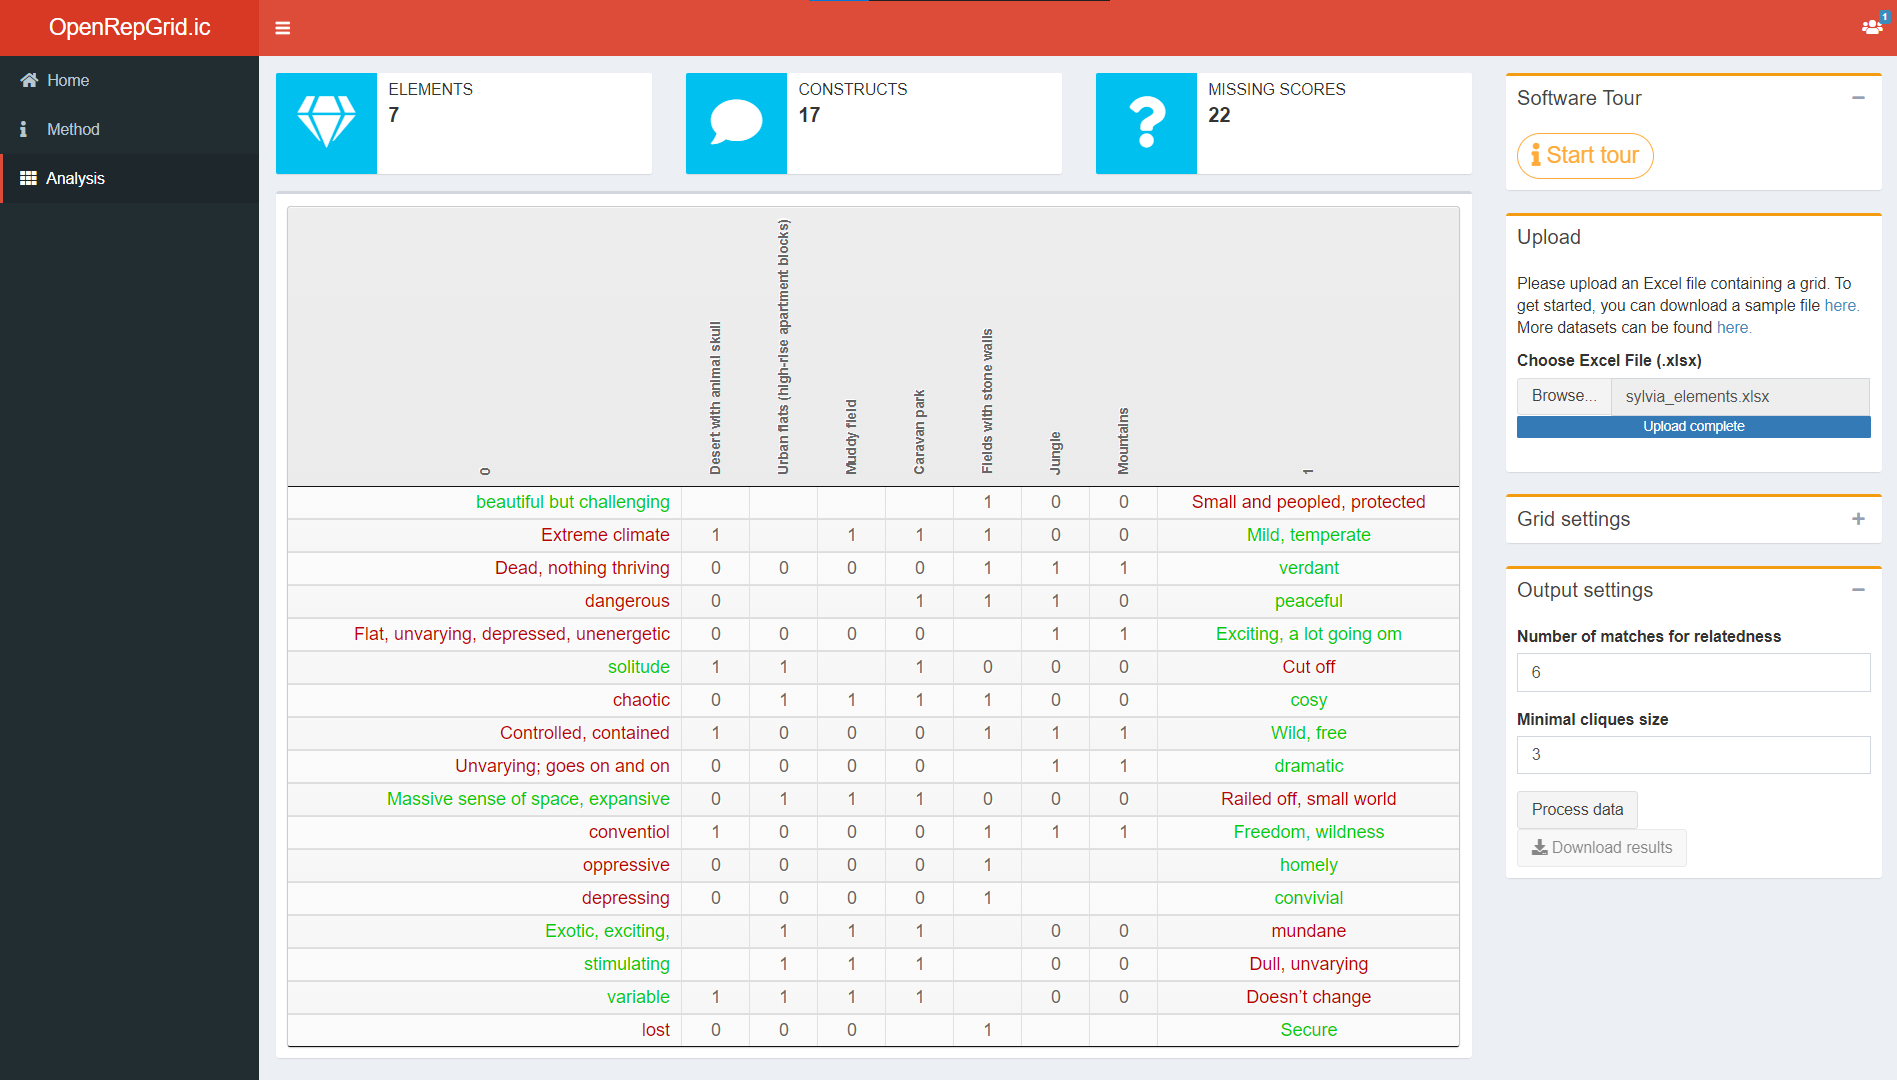 OpenRepGrid.ic
1
Home
Method
Analysis
ELEMENTS
7
CONSTRUCTS
17
MISSING SCORES
22
0 Desert with animal skull Urban flats (high-rise apartment blocks) Muddy field Caravan park Fields with stone walls Jungle Mountains 1
beautiful but challenging 1 0 0 Small and peopled, protected
Extreme climate 1 1 1 1 0 0 Mild, temperate
Dead, nothing thriving 0 0 0 0 1 1 1 verdant
dangerous 0 1 1 1 0 peaceful
Flat, unvarying, depressed, unenergetic 0 0 0 0 1 1 Exciting, a lot going om
solitude 1 1 1 0 0 0 Cut off
chaotic 0 1 1 1 1 0 0 cosy
Controlled, contained 1 0 0 0 1 1 1 Wild, free
Unvarying; goes on and on 0 0 0 0 1 1 dramatic
Massive sense of space, expansive 0 1 1 1 0 0 0 Railed off, small world
conventiol 1 0 0 0 1 1 1 Freedom, wildness
oppressive 0 0 0 0 1 homely
depressing 0 0 0 0 1 convivial
Exotic, exciting, 1 1 1 0 0 mundane
stimulating 1 1 1 0 0 Dull, unvarying
variable 1 1 1 1 0 0 Doesn't change
lost 0 0 0 1 Secure
Software Tour
Start tour
Upload
Please upload an Excel file containing a grid. To
get started, you can download a sample file here.
More datasets can be found here.
Choose Excel File (.xlsx)
Browse... sylvia_elements.xlsx
Upload complete
Grid settings
Output settings
Number of matches for relatedness
6
Minimal cliques size
3
Process data
Download results